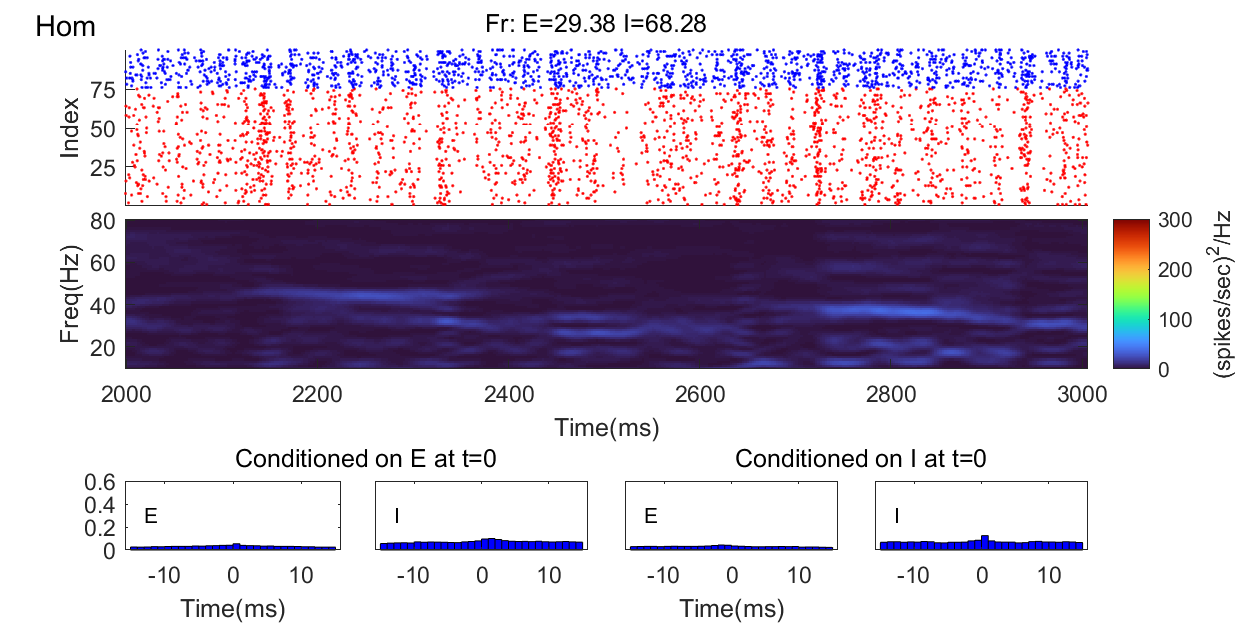 Hom
Fr: E=29.38 I=68.28
Index
75
50
25
Freq(Hz)
80
60
40
20
2000
2200
2400
2600
2800
3000
Time(ms)
300
200
100
0
(spikes/sec)²/Hz
Conditioned on E at t=0
Conditioned on I at t=0
0.6
0.4
0.2
0
E
I
E
I
-10 0 10
-10 0 10
-10 0 10
-10 0 10
Time(ms)
Time(ms)